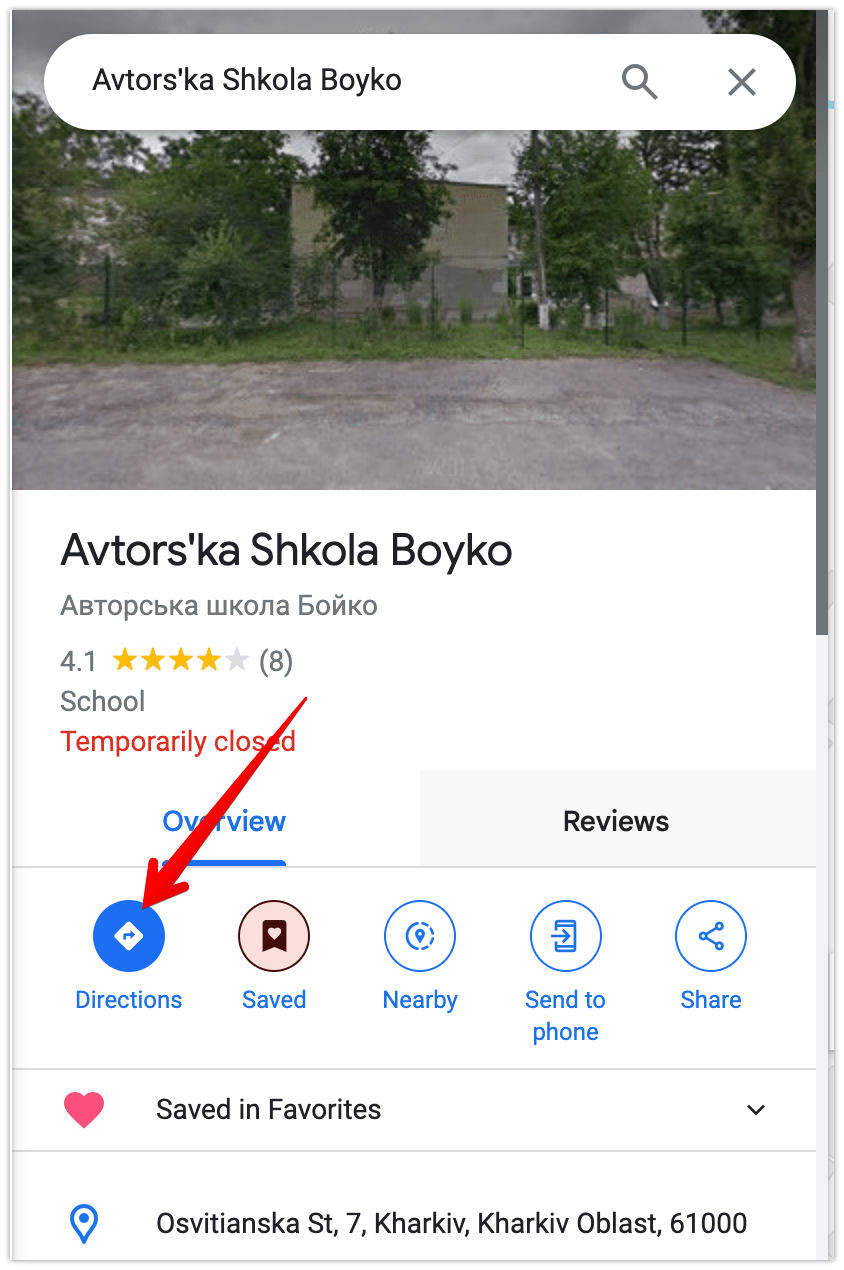 Avtors'ka Shkola Boyko
Avtors'ka Shkola Boyko
Авторська школа Бойко
4.1 (8)
School
Temporarily closed
Overview Reviews
Directions Saved Nearby Send to phone Share
Saved in Favorites
Osvitianska St, 7, Kharkiv, Kharkiv Oblast, 61000